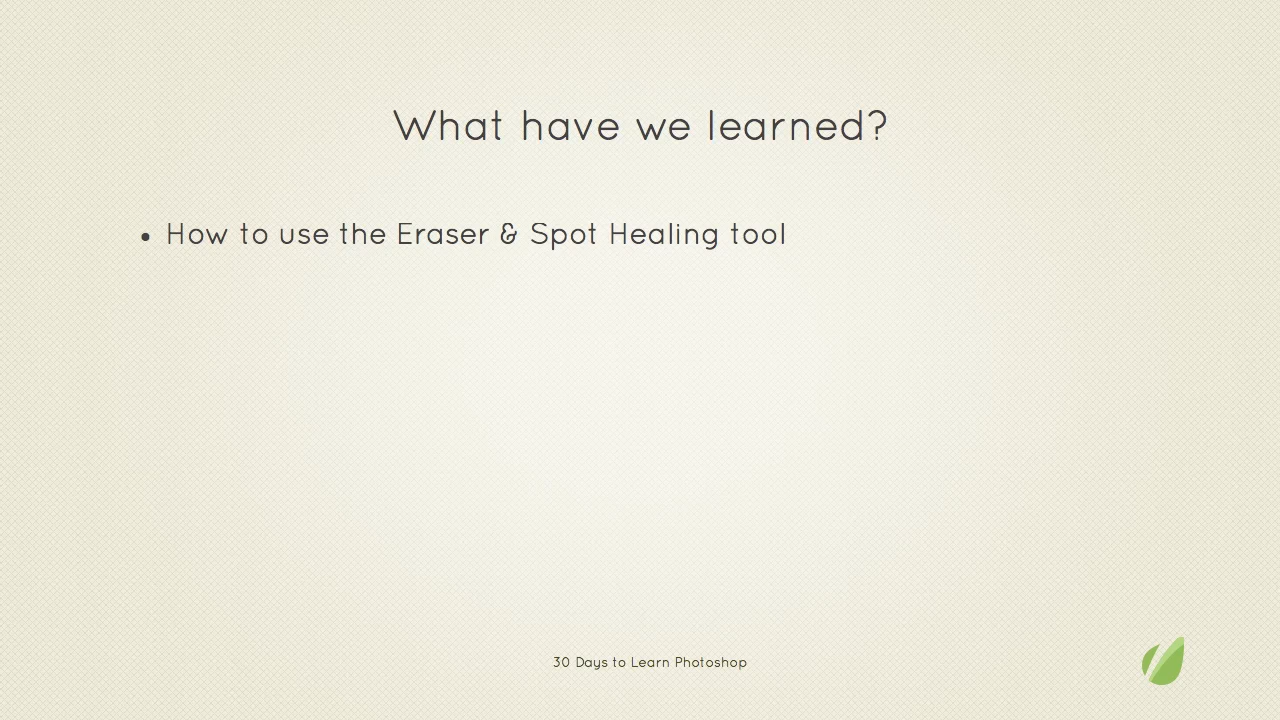 What have we learned?
• How to use the Eraser & Spot Healing tool
30 Days to Learn Photoshop